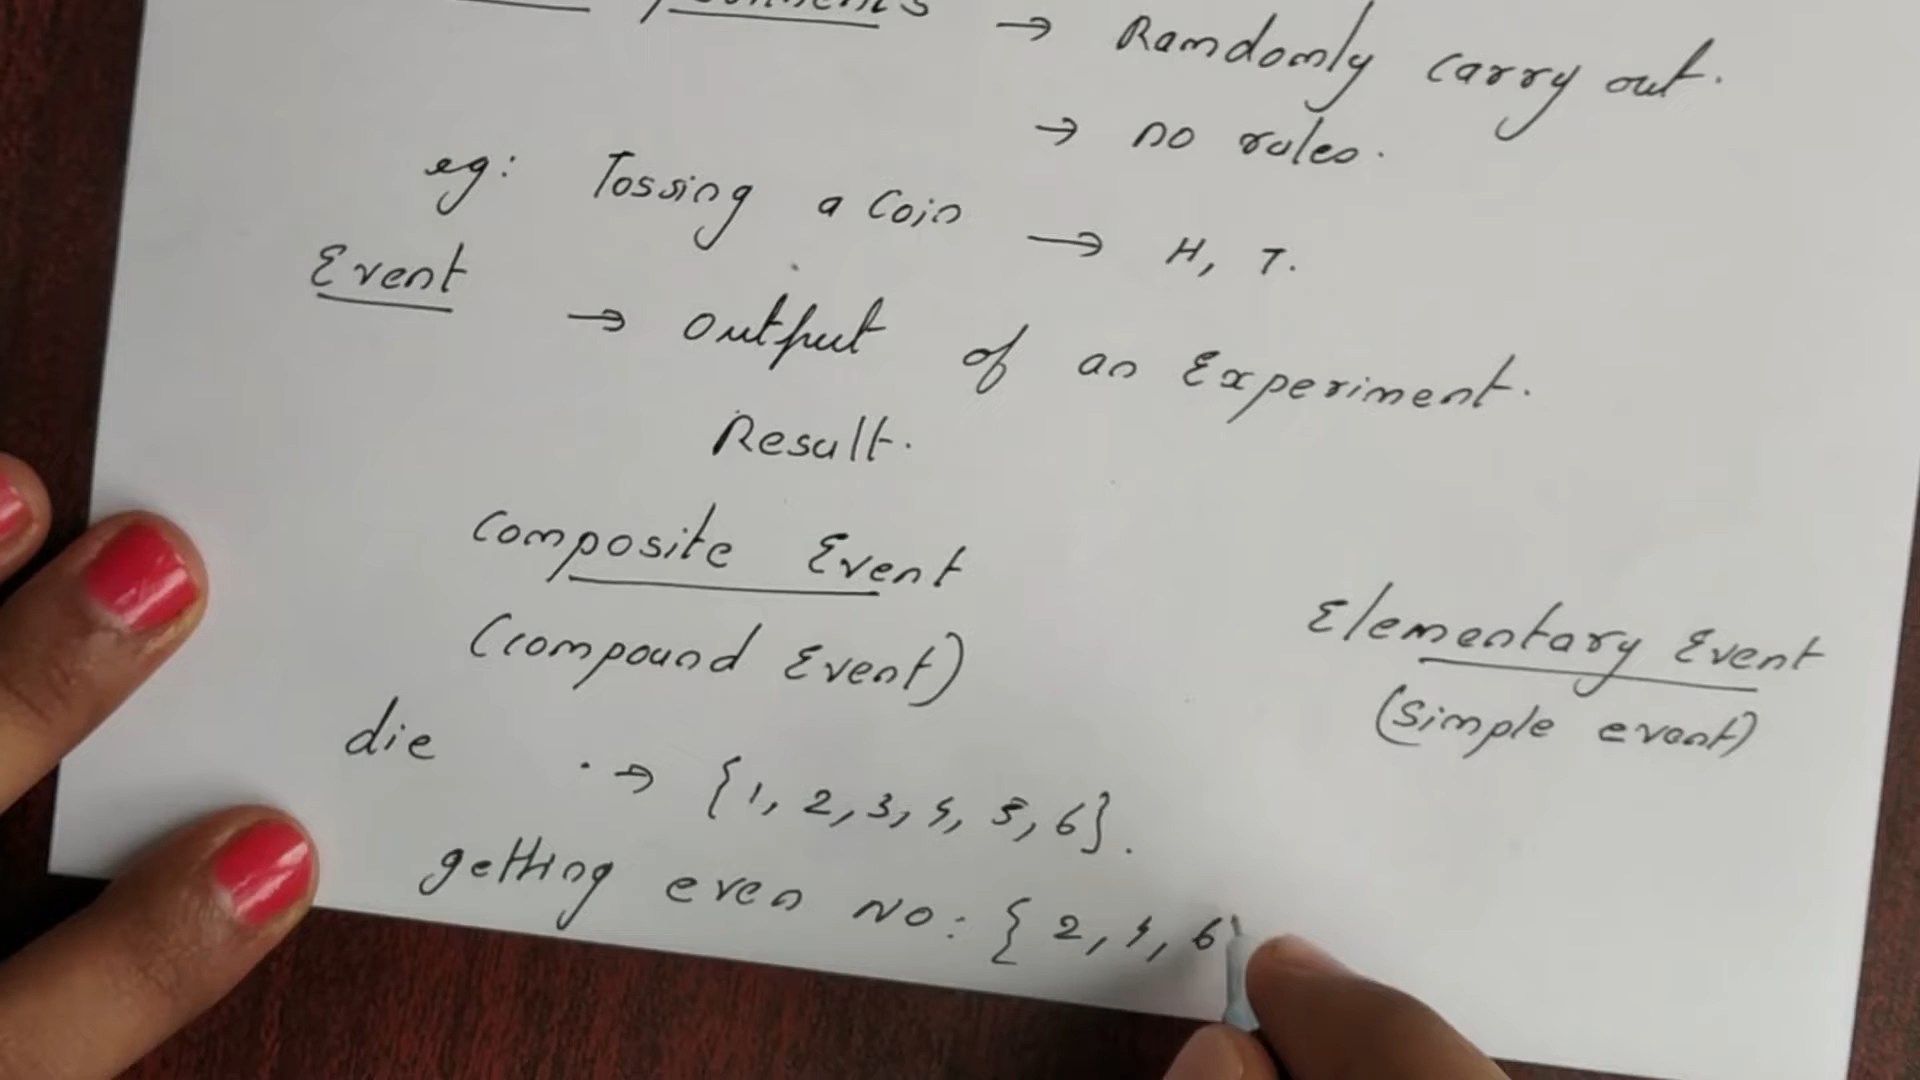 → Randomly carry out.
→ no rules.
eg: Tossing a Coin → H, T.
Event → Output of an Experiment.
Result.
Composite Event
(Compound Event)
Elementary Event
(simple event)
die → {1, 2, 3, 4, 5, 6}.
getting even no: { 2, 4, 6